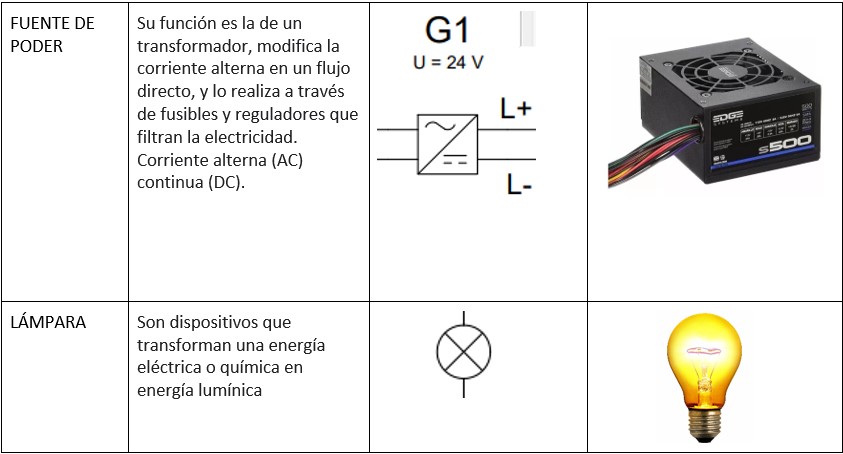 FUENTE DE
PODER
Su función es la de un
transformador, modifica la
corriente alterna en un flujo
directo, y lo realiza a través
de fusibles y reguladores que
filtran la electricidad.
Corriente alterna (AC)
continua (DC).
G1
U = 24 V
L+
L-
EDGE
S500
LÁMPARA
Son dispositivos que
transforman una energía
eléctrica o química en
energía lumínica